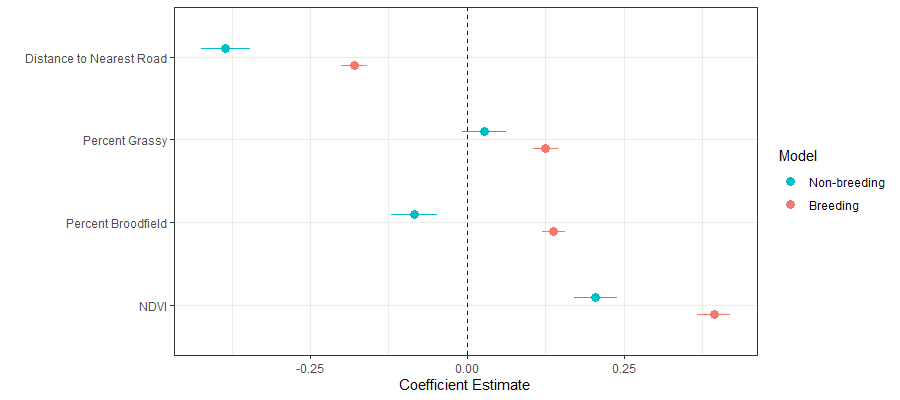 Distance to Nearest Road
Percent Grassy
Percent Broodfield
NDVI
-0.25
0.00
0.25
Coefficient Estimate
Model
Non-breeding
Breeding